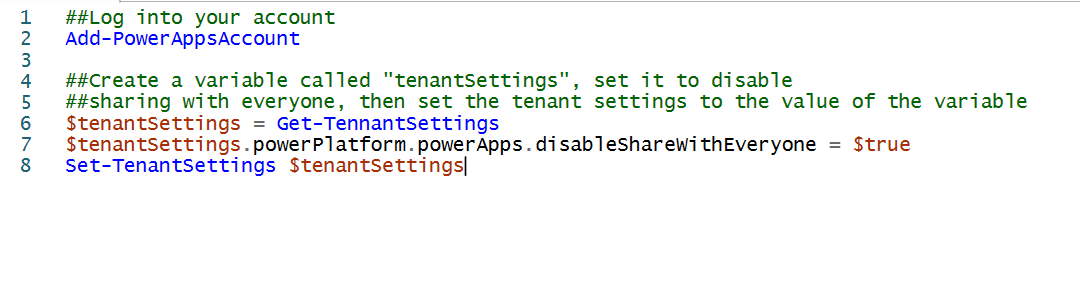 1 ##Log into your account
2 Add-PowerAppsAccount
3
4 ##Create a variable called "tenantSettings", set it to disable
5 ##sharing with everyone, then set the tenant settings to the value of the variable
6 $tenantSettings = Get-TennantSettings
7 $tenantSettings.powerPlatform.powerApps.disableShareWithEveryone = $true
8 Set-TenantSettings $tenantSettings